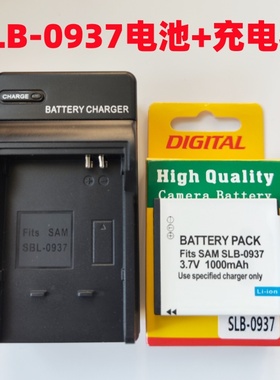 LB-0937电池+充电
CHARGE
BATTERY CHARGER
Fits SAM
SBL-0937
DIGITAL
High Quality
Camera Battery
BATTERY PACK
Fits SAM SLB-0937
3.7V 1000mAh
Use specified charger only
Li-ion
SLB-0937